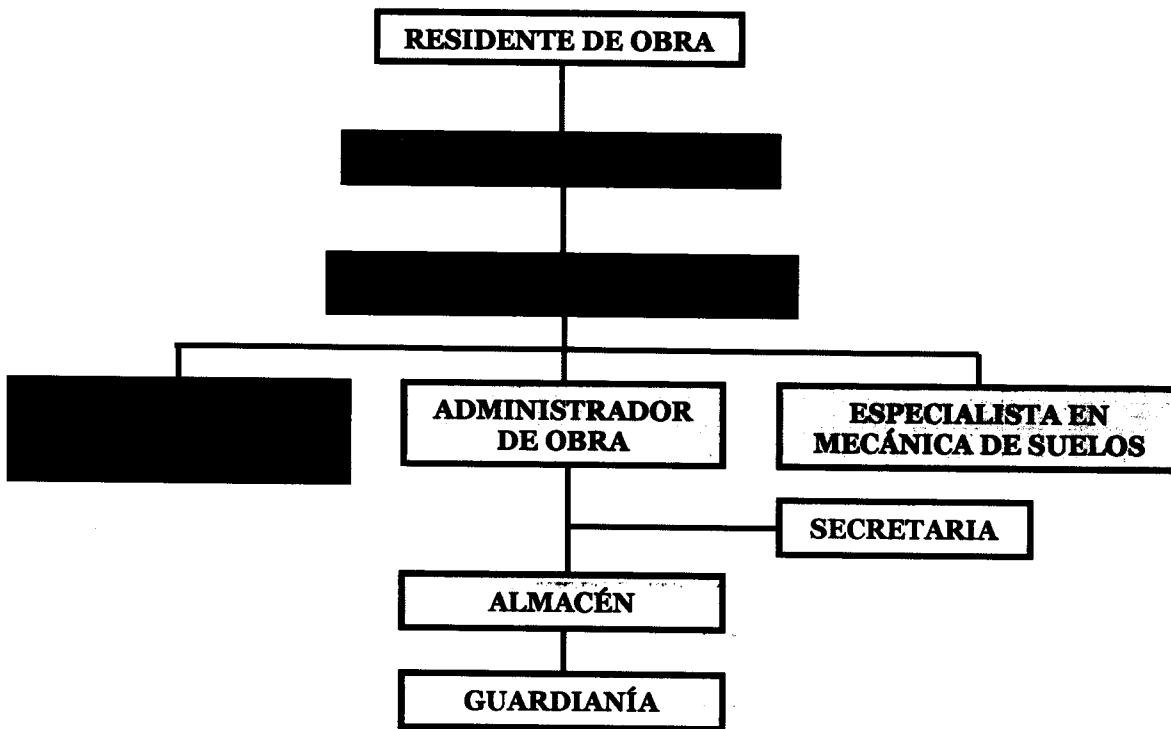 RESIDENTE DE OBRA
ADMINISTRADOR
DE OBRA
ESPECIALISTA EN
MECÁNICA DE SUELOS
SECRETARIA
ALMACÉN
GUARDIANÍA